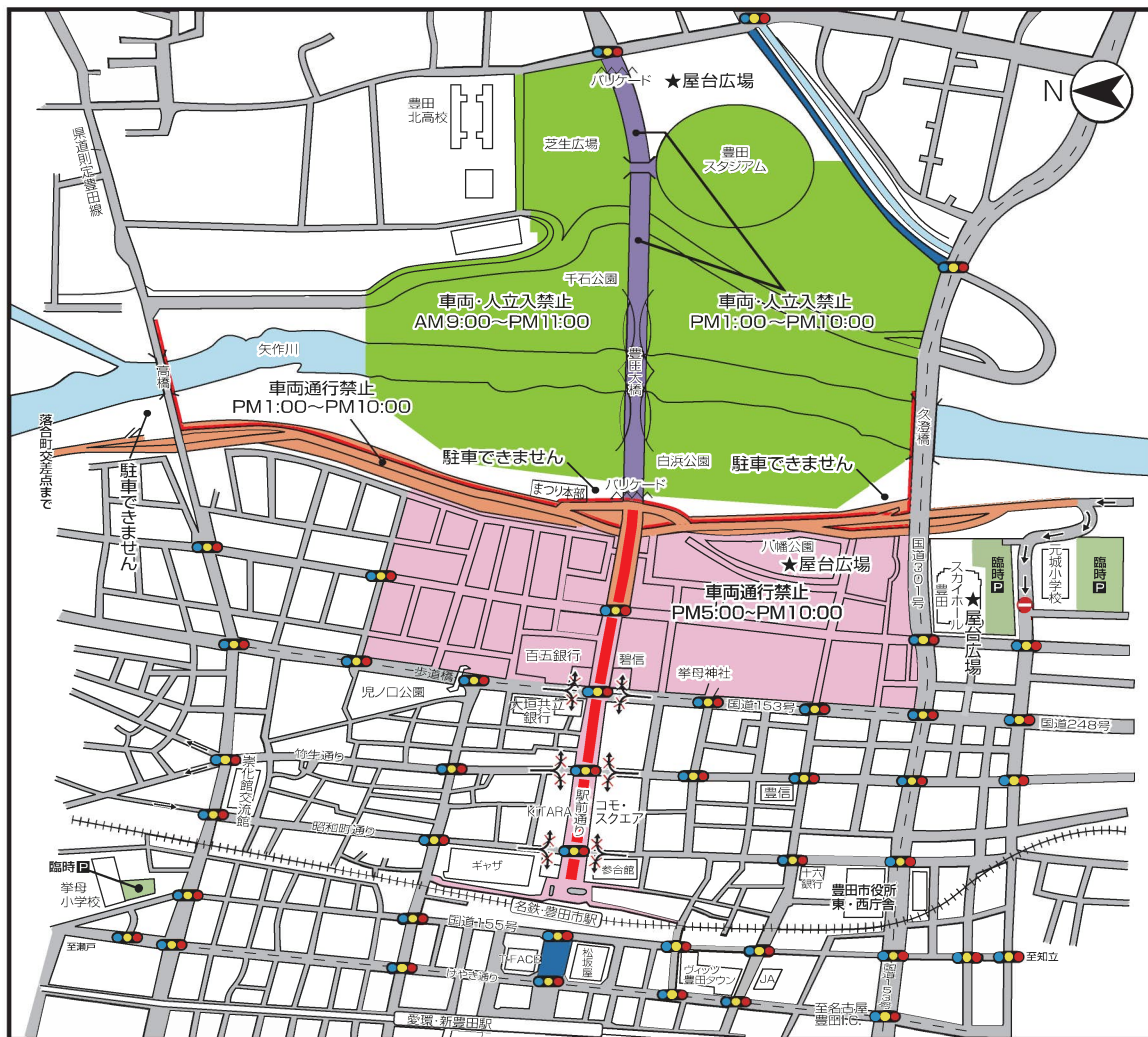 N
バリケード
★屋台広場
豊田
北高校
芝生広場
豊田
スタジアム
県道則定豊田線
千石公園
車両・人立入禁止
AM9:00～PM11:00
車両・人立入禁止
PM1:00～PM10:00
矢作川
高橋
豊田大橋
車両通行禁止
PM1:00～PM10:00
久澄橋
落合町交差点まで
駐車できません
駐車できません
白浜公園
駐車できません
まつり本部
バリケード
八幡公園
★屋台広場
車両通行禁止
PM5:00~PM10:00
国道301号
スカイホール
豊田
★屋台広場
臨時P
元城小学校
臨時P
百五銀行
碧信
挙母神社
歩道橋
児ノ口公園
大垣共立
銀行
国道153号
国道248号
竹生通り
崇化館交流館
昭和町通り
KiTARA
駅前通り
コモ・
スクエア
豊信
ギャザ
参合館
十六
銀行
豊田市役所
東・西庁舎
臨時P
挙母
小学校
名鉄・豊田市駅
国道155号
至瀬戸
T-FACE
松坂屋
けやき通り
ヴィッツ
豊田タウン
JA
至知立
国道153号
至名古屋
豊田I.C.
愛環・新豊田駅